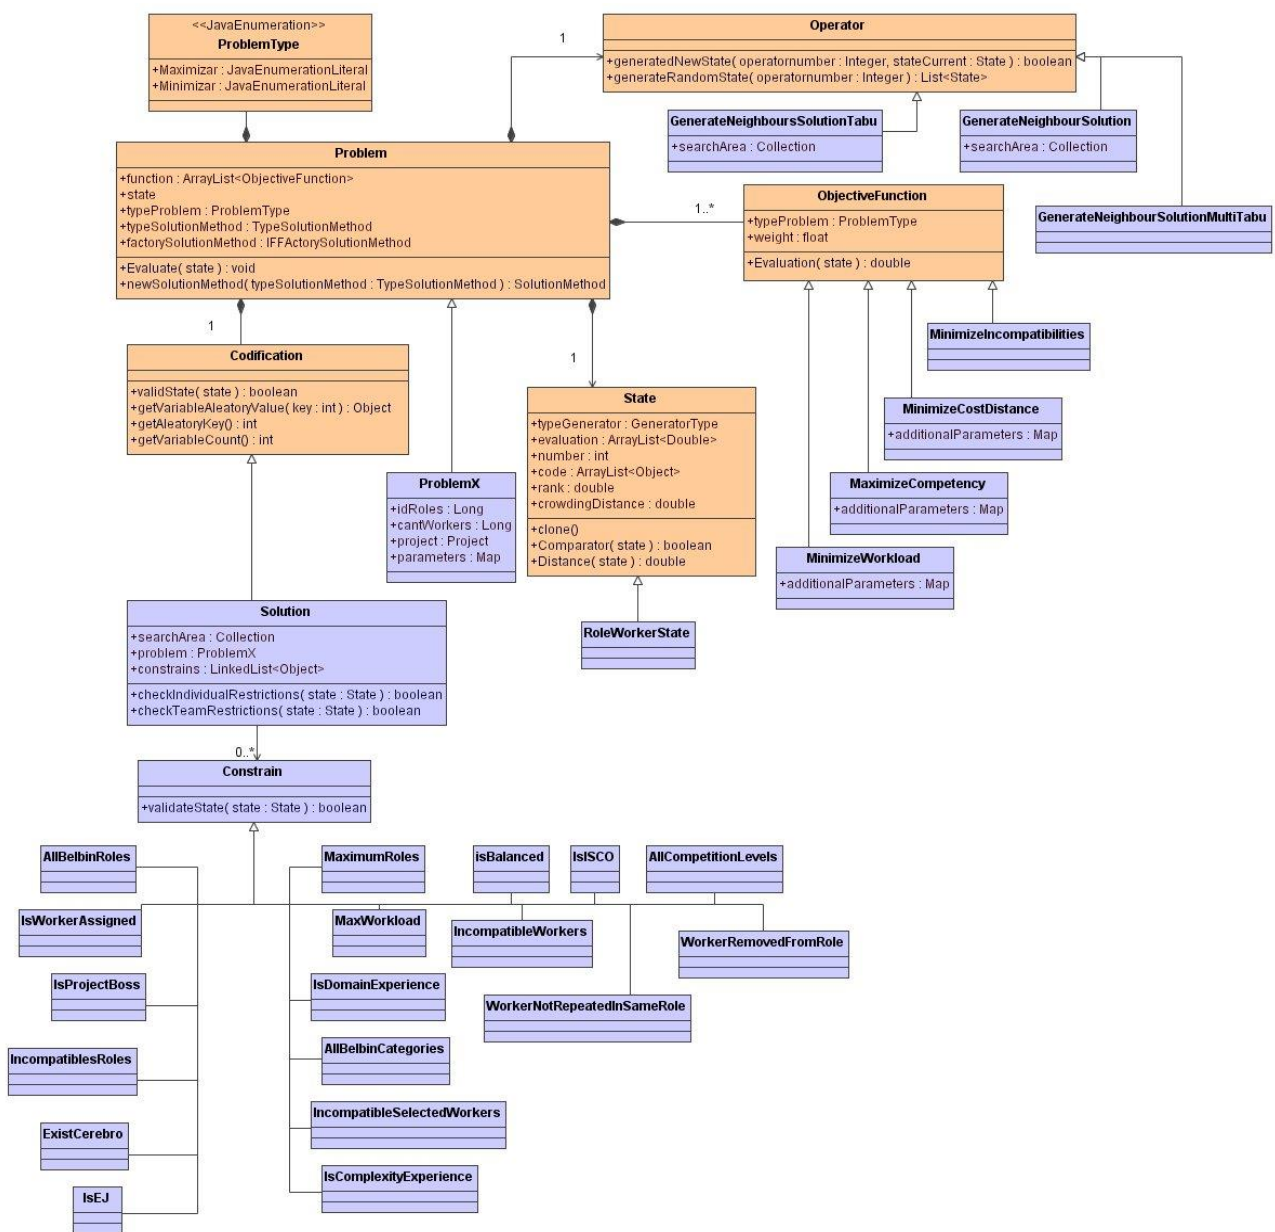 <<JavaEnumeration>>
ProblemType
+Maximizar : JavaEnumerationLiteral
+Minimizar : JavaEnumerationLiteral
1
Operator
+generatedNewState( operatornumber : Integer, stateCurrent : State ) : boolean
+generateRandomState( operatornumber : Integer ) : List<State>
GenerateNeighboursSolutionTabu
+searchArea : Collection
GenerateNeighbourSolution
+searchArea : Collection
GenerateNeighbourSolutionMultiTabu
Problem
+function : ArrayList<ObjectiveFunction>
+state
+typeProblem : ProblemType
+typeSolutionMethod : TypeSolutionMethod
+factorySolutionMethod : IFFActorySolutionMethod
+Evaluate( state ) : void
+newSolutionMethod( typeSolutionMethod : TypeSolutionMethod ) : SolutionMethod
1..*
ObjectiveFunction
+typeProblem : ProblemType
+weight : float
+Evaluation( state ) : double
MinimizeIncompatibilities
MinimizeCostDistance
+additionalParameters : Map
MaximizeCompetency
+additionalParameters : Map
MinimizeWorkload
+additionalParameters : Map
1
Codification
+validState( state ) : boolean
+getVariableAleatoryValue( key : int ) : Object
+getAleatoryKey() : int
+getVariableCount() : int
ProblemX
+idRoles : Long
+cantWorkers : Long
+project : Project
+parameters : Map
1
State
+typeGenerator : GeneratorType
+evaluation : ArrayList<Double>
+number : int
+code : ArrayList<Object>
+rank : double
+crowdingDistance : double
+clone()
+Comparator( state ) : boolean
+Distance( state ) : double
RoleWorkerState
Solution
+searchArea : Collection
+problem : ProblemX
+constrains : LinkedList<Object>
+checkIndividualRestrictions( state : State ) : boolean
+checkTeamRestrictions( state : State ) : boolean
0..*
Constrain
+validateState( state : State ) : boolean
AllBelbinRoles
MaximumRoles
isBalanced
IsISCO
AllCompetitionLevels
IsWorkerAssigned
MaxWorkload
IncompatibleWorkers
WorkerRemovedFromRole
IsProjectBoss
IsDomainExperience
WorkerNotRepeatedInSameRole
IncompatiblesRoles
AllBelbinCategories
ExistCerebro
IncompatibleSelectedWorkers
IsEJ
IsComplexityExperience